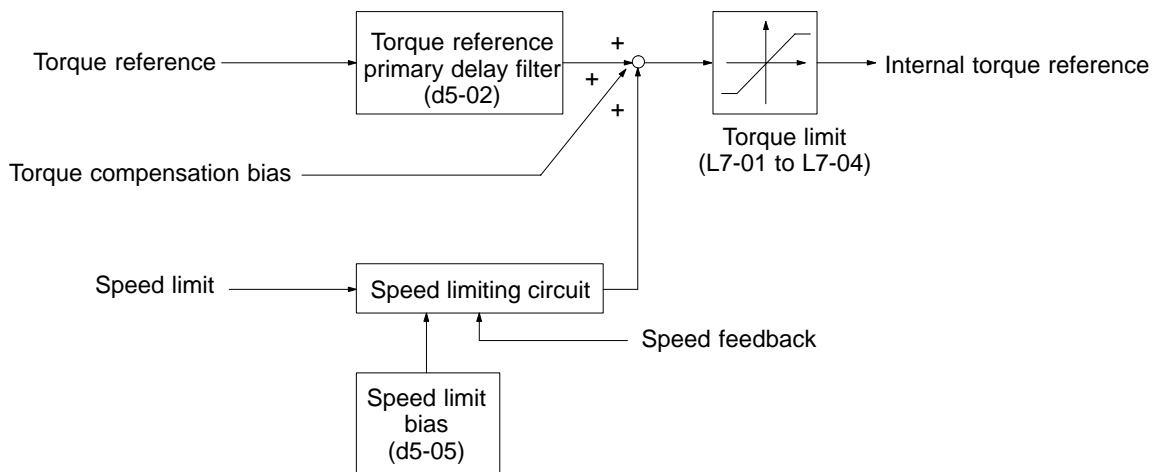 Torque reference
Torque reference
primary delay filter
(d5-02)
+
+
+
Internal torque reference
Torque limit
(L7-01 to L7-04)
Torque compensation bias
Speed limit
Speed limiting circuit
Speed feedback
Speed limit
bias
(d5-05)